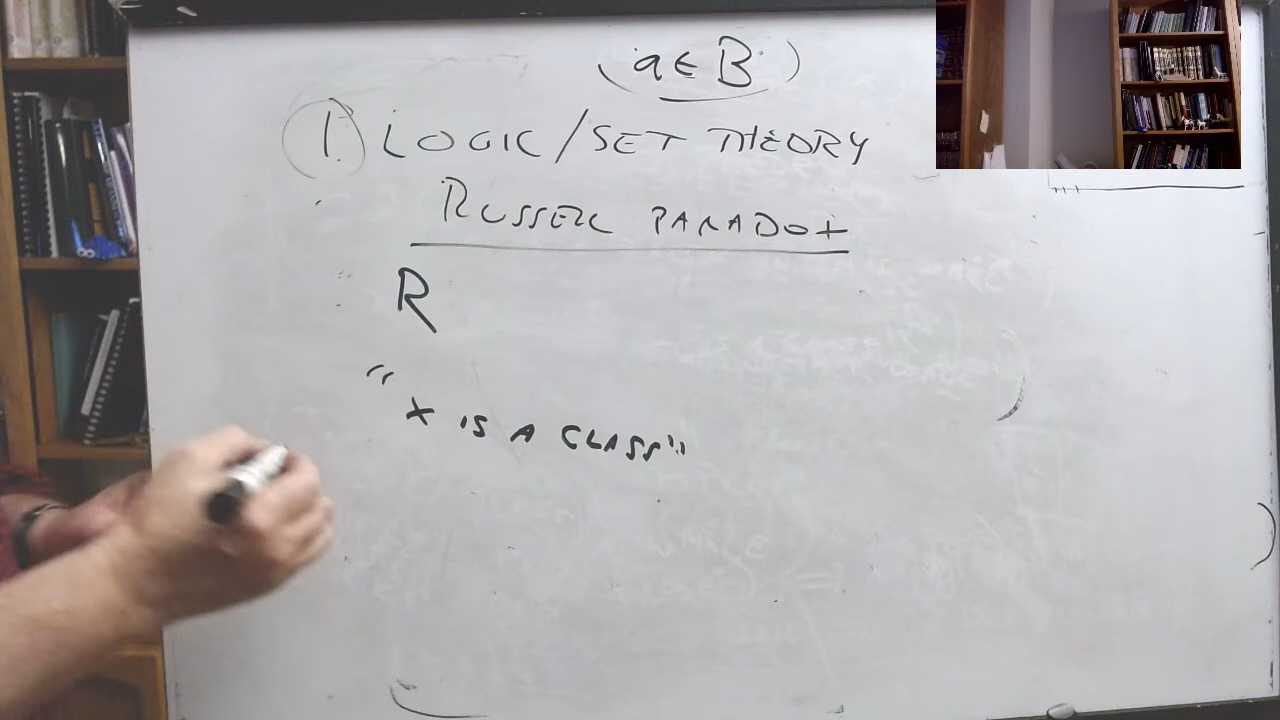 (a∈B)
1.) LOGIC/SET THEORY
RUSSELL PARADOX
R
"X IS A CLASS"